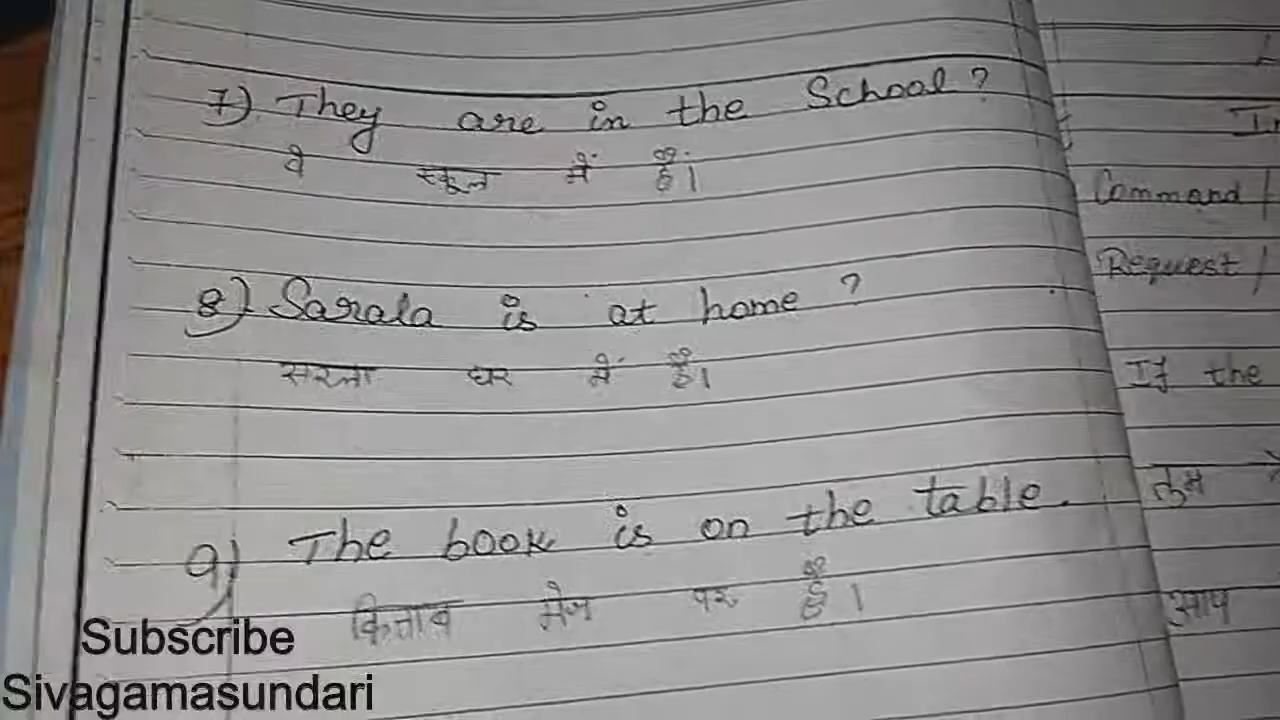 7) They are in the School?
वे स्कूल में हैं।
8) Sarala is at home ?
सरला घर में है।
9) The book is on the table.
किताब मेज पर है।
Subscribe
Sivagamasundari
Command /
Request /
If the
तुम
आप